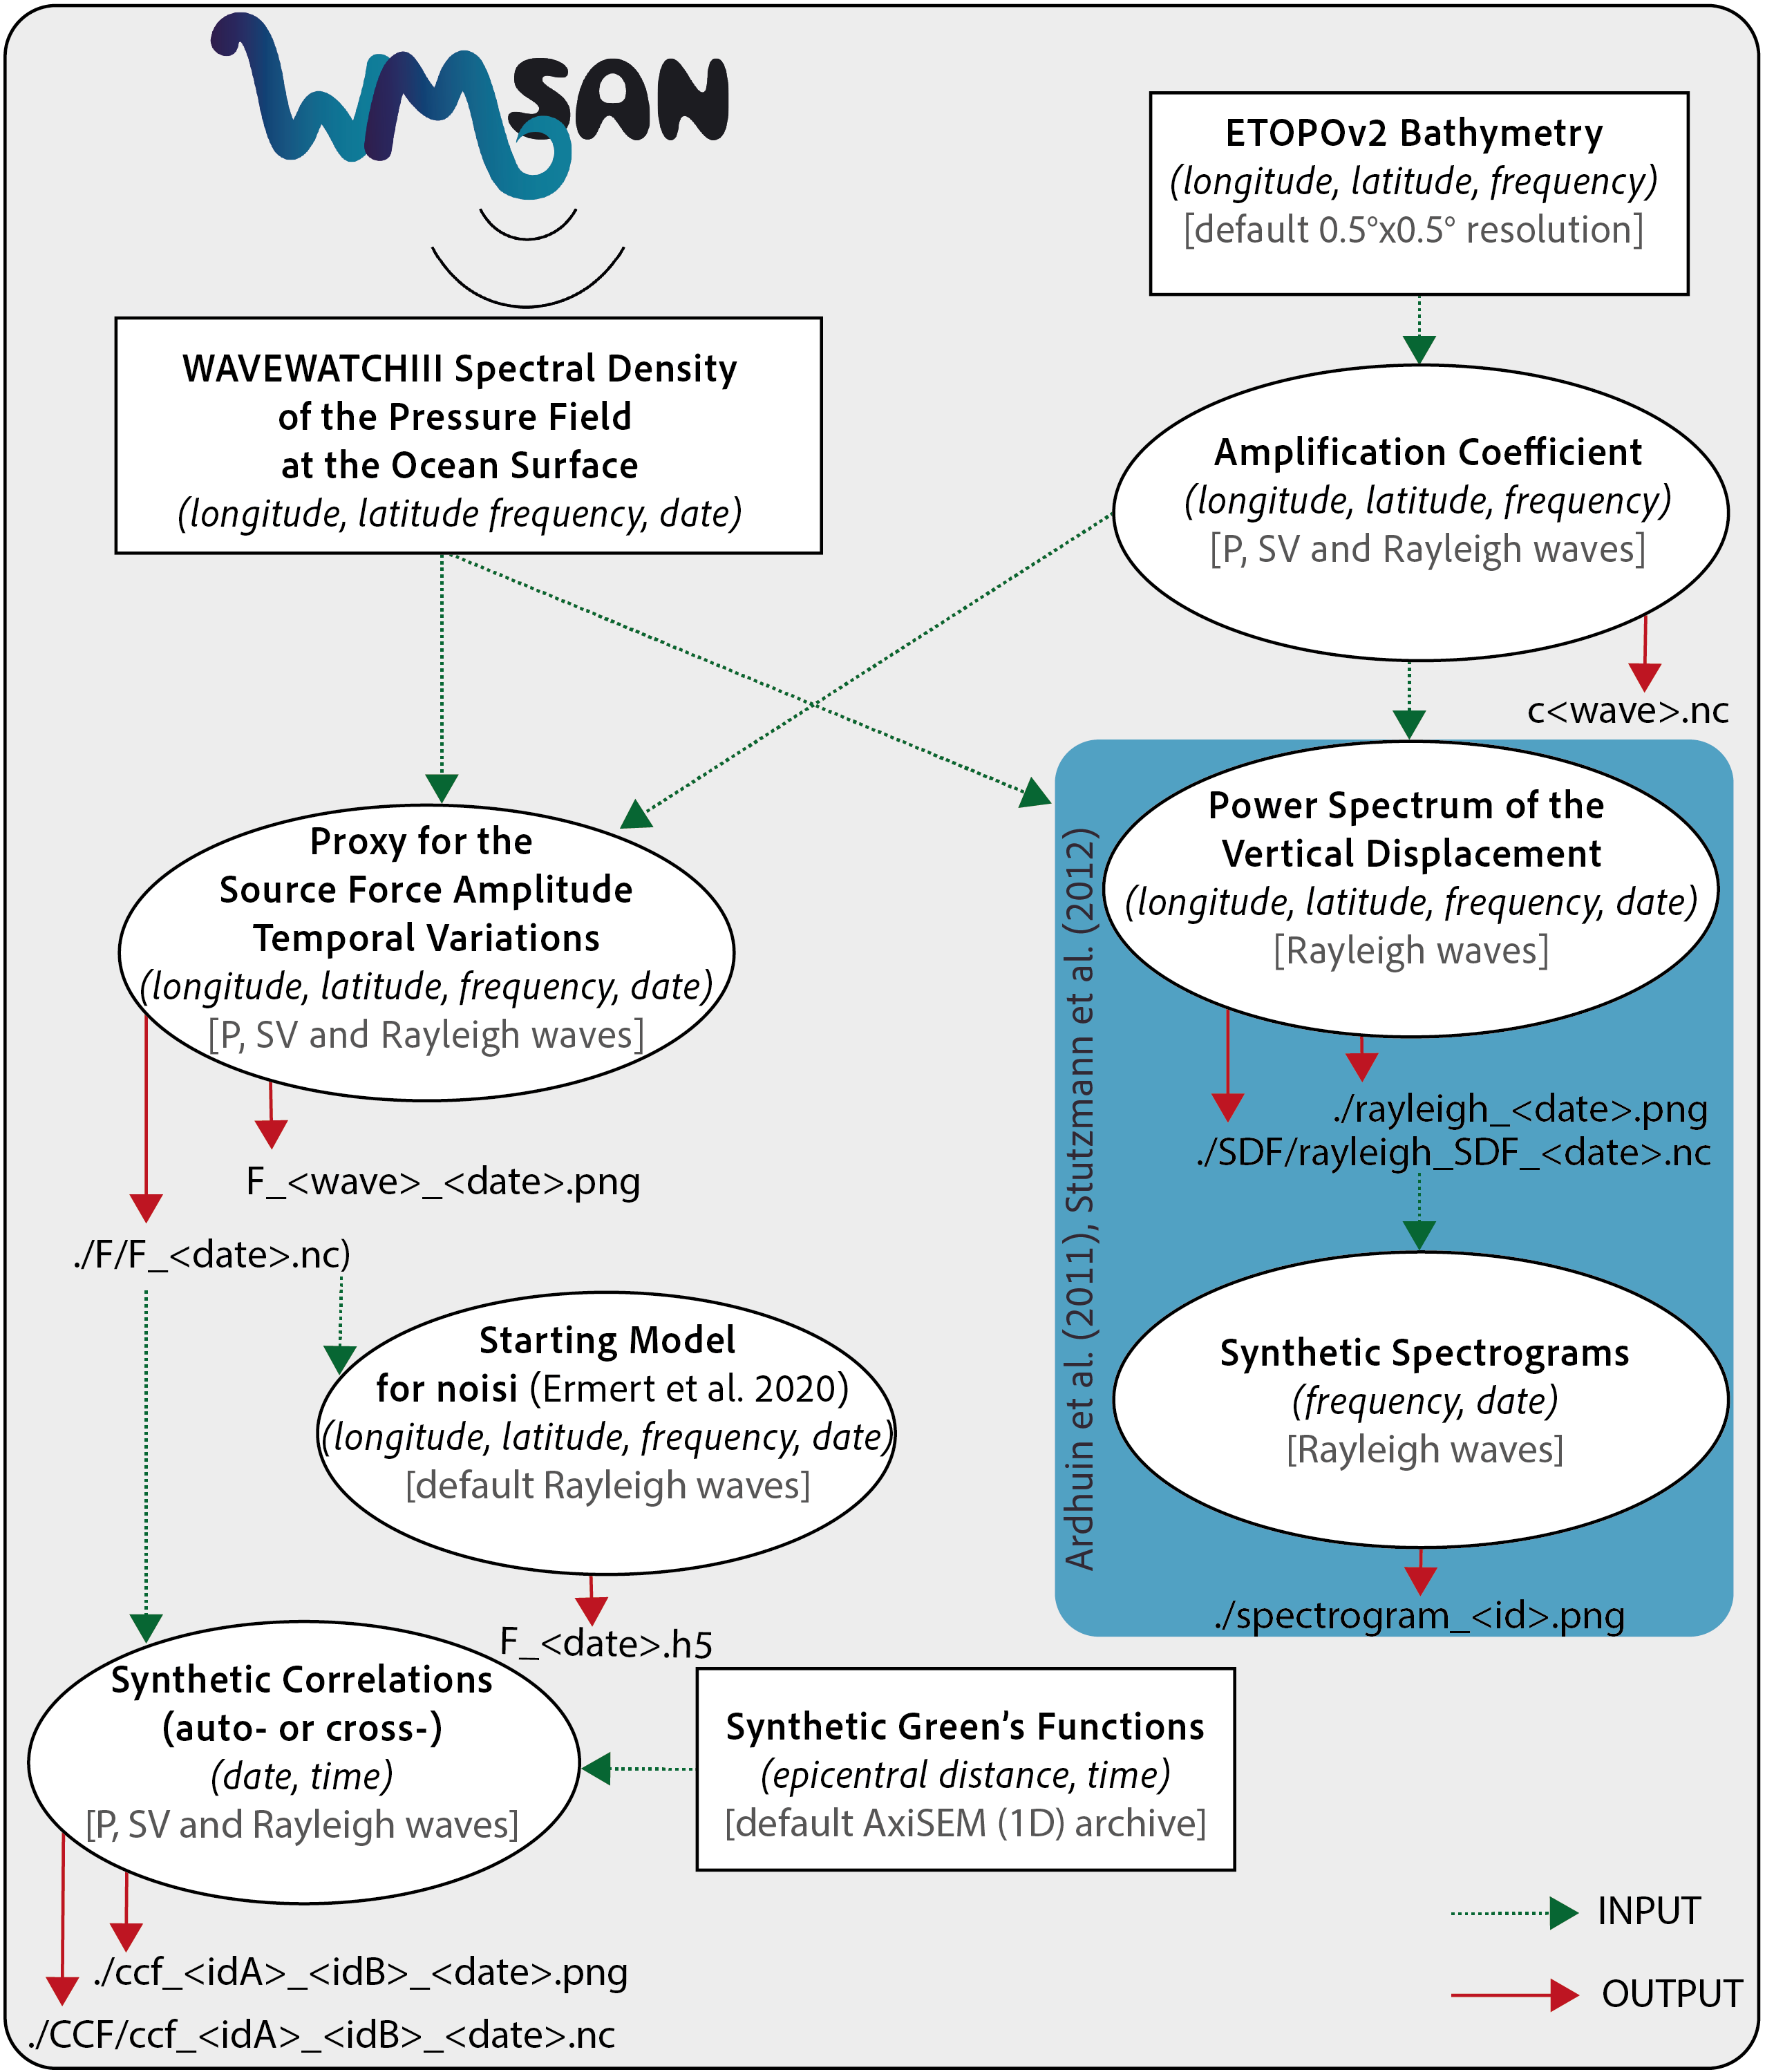 WMSAN
ETOPOv2 Bathymetry
(longitude, latitude, frequency)
[default 0.5°x0.5° resolution]
WAVEWATCHIII Spectral Density
of the Pressure Field
at the Ocean Surface
(longitude, latitude frequency, date)
Amplification Coefficient
(longitude, latitude, frequency)
[P, SV and Rayleigh waves]
c<wave>.nc
Proxy for the
Source Force Amplitude
Temporal Variations
(longitude, latitude, frequency, date)
[P, SV and Rayleigh waves]
F_<wave>_<date>.png
./F/F_<date>.nc)
Ardhuin et al. (2011), Stutzmann et al. (2012)
Power Spectrum of the
Vertical Displacement
(longitude, latitude, frequency, date)
[Rayleigh waves]
./rayleigh_<date>.png
./SDF/rayleigh_SDF_<date>.nc
Synthetic Spectrograms
(frequency, date)
[Rayleigh waves]
./spectrogram_<id>.png
Starting Model
for noisi (Ermert et al. 2020)
(longitude, latitude, frequency, date)
[default Rayleigh waves]
F_<date>.h5
Synthetic Correlations
(auto- or cross-)
(date, time)
[P, SV and Rayleigh waves]
Synthetic Green's Functions
(epicentral distance, time)
[default AxiSEM (1D) archive]
./ccf_<idA>_<idB>_<date>.png
./CCF/ccf_<idA>_<idB>_<date>.nc
INPUT
OUTPUT